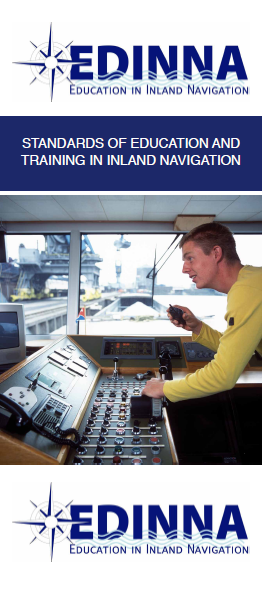 EDINNA
EDUCATION IN INLAND NAVIGATION
STANDARDS OF EDUCATION AND
TRAINING IN INLAND NAVIGATION
EDINNA
EDUCATION IN INLAND NAVIGATION